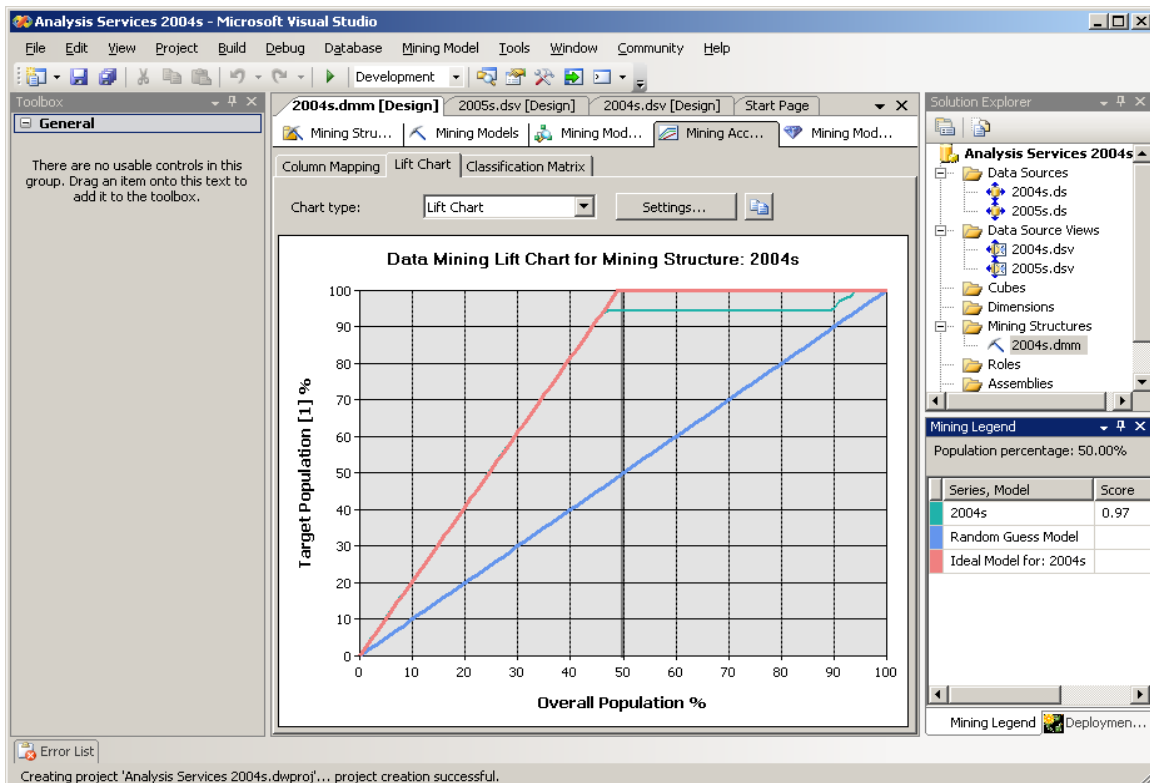 Analysis Services 2004s - Microsoft Visual Studio
File Edit View Project Build Debug Database Mining Model Tools Window Community Help
Development
Toolbox
General
There are no usable controls in this
group. Drag an item onto this text to
add it to the toolbox.
2004s.dmm [Design] 2005s.dsv [Design] 2004s.dsv [Design] Start Page
Mining Stru... Mining Models Mining Mod... Mining Acc... Mining Mod...
Column Mapping Lift Chart Classification Matrix
Chart type: Lift Chart Settings...
Data Mining Lift Chart for Mining Structure: 2004s
Target Population [1] %
100
90
80
70
60
50
40
30
20
10
0
0 10 20 30 40 50 60 70 80 90 100
Overall Population %
Solution Explorer
Analysis Services 2004s
Data Sources
2004s.ds
2005s.ds
Data Source Views
2004s.dsv
2005s.dsv
Cubes
Dimensions
Mining Structures
2004s.dmm
Roles
Assemblies
Mining Legend
Population percentage: 50.00%
Series, Model Score
2004s 0.97
Random Guess Model
Ideal Model for: 2004s
Mining Legend Deploymen...
Error List
Creating project 'Analysis Services 2004s.dwproj'... project creation successful.